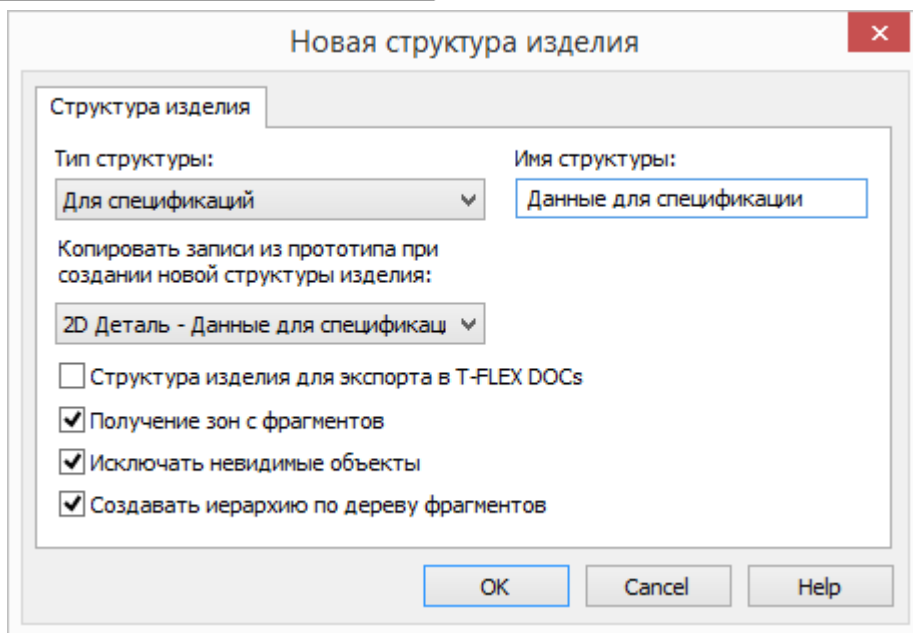 Новая структура изделия
Структура изделия
Тип структуры:
Имя структуры:
Для спецификаций
Данные для спецификации
Копировать записи из прототипа при
создании новой структуры изделия:
2D Деталь - Данные для спецификац
Структура изделия для экспорта в T-FLEX DOCs
Получение зон с фрагментов
Исключать невидимые объекты
Создавать иерархию по дереву фрагментов
OK
Cancel
Help